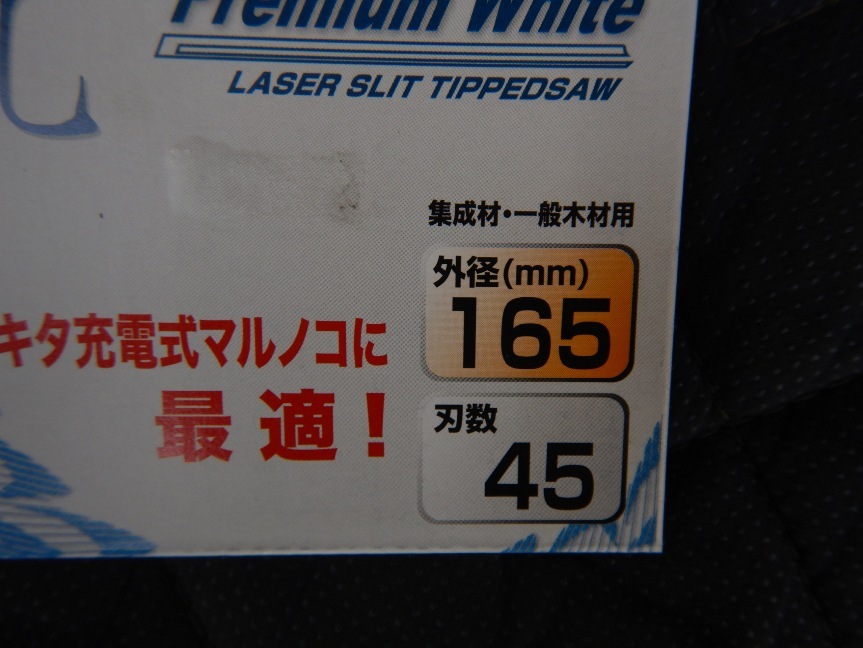 Premium White
LASER SLIT TIPPEDSAW
集成材・一般木材用
外径(mm)
165
キタ充電式マルノコに
最適！
刃数
45